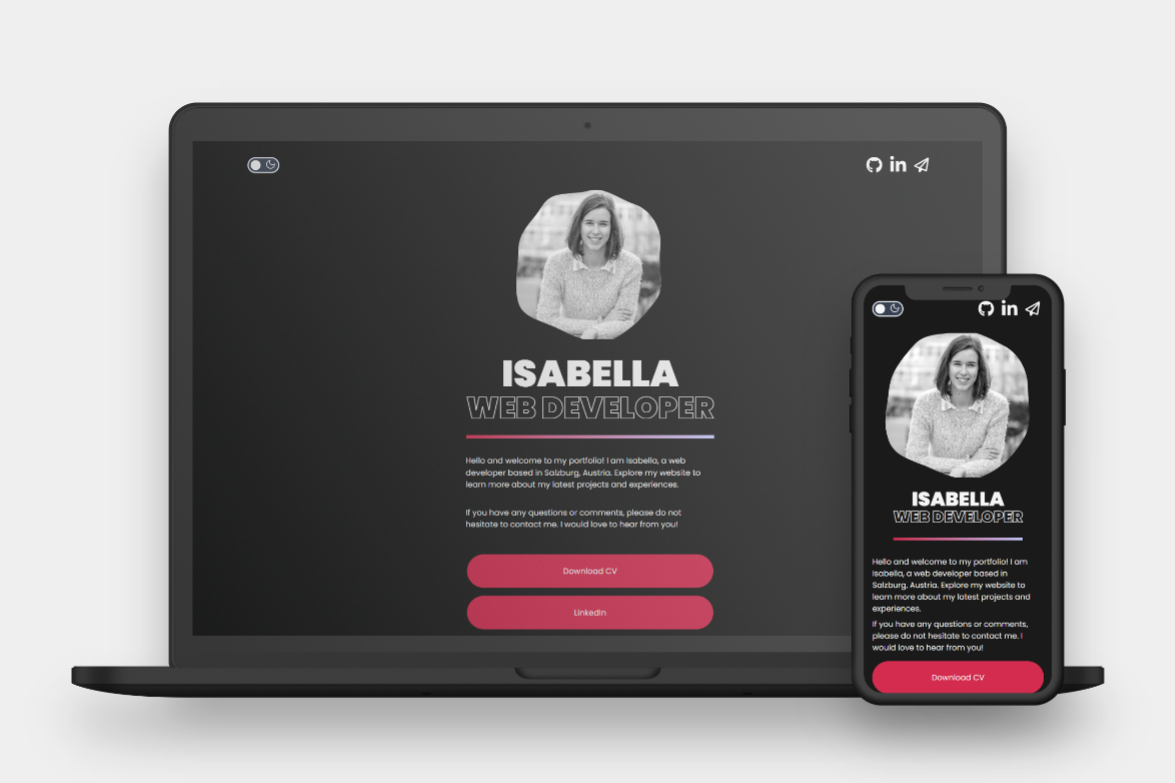 in
ISABELLA
WEB DEVELOPER
Hello and welcome to my portfolio! I am Isabella, a web
developer based in Salzburg, Austria. Explore my website to
learn more about my latest projects and experiences.
If you have any questions or comments, please do not
hesitate to contact me. I would love to hear from you!
Download CV
LinkedIn
in
ISABELLA
WEB DEVELOPER
Hello and welcome to my portfolio! I am
Isabella, a web developer based in
Salzburg, Austria. Explore my website to
learn more about my latest projects and
experiences.
If you have any questions or comments,
please do not hesitate to contact me. I
would love to hear from you!
Download CV